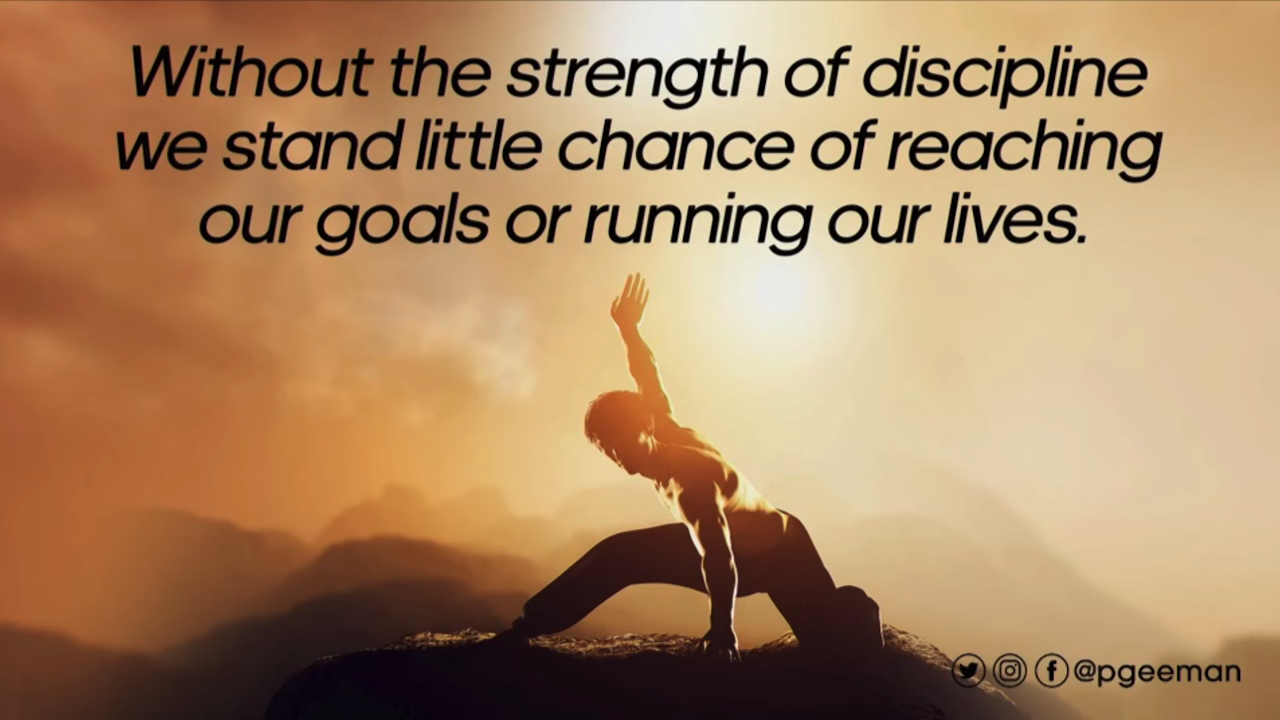 Without the strength of discipline
we stand little chance of reaching
our goals or running our lives.
@pgeeman